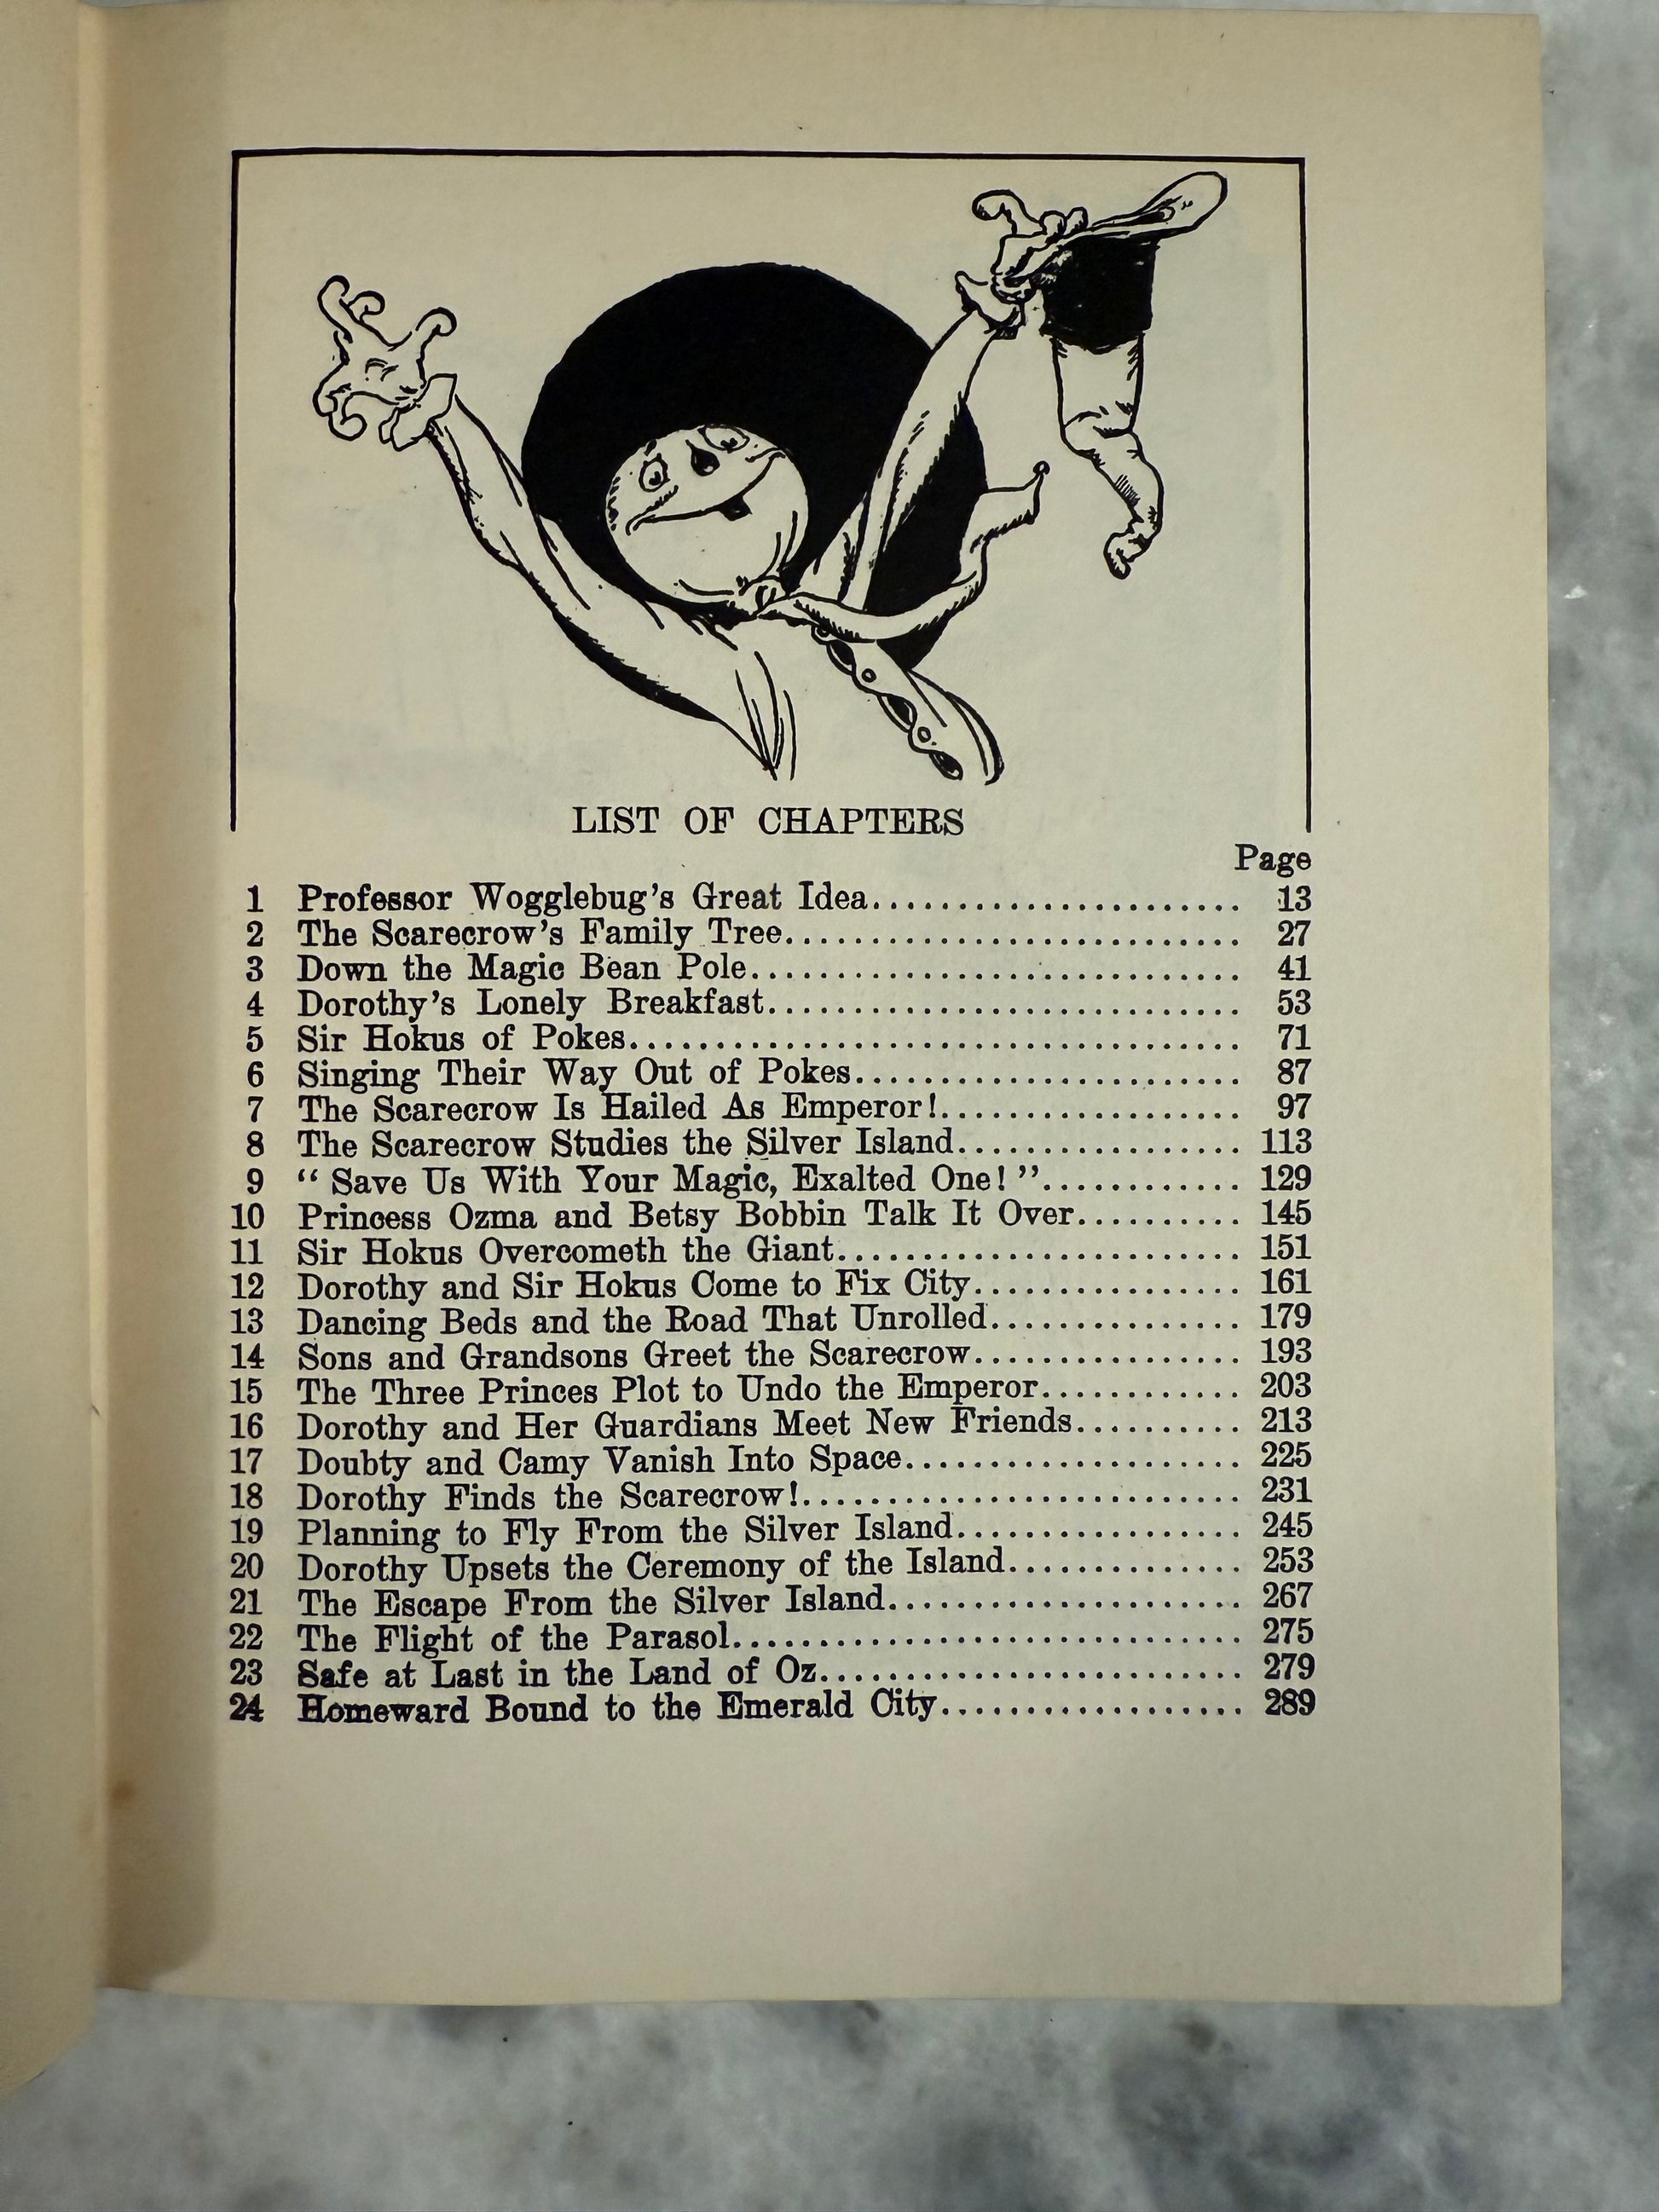 LIST OF CHAPTERS
Page
1 Professor Wogglebug's Great Idea....................... 13
2 The Scarecrow's Family Tree............................ 27
3 Down the Magic Bean Pole.............................. 41
4 Dorothy's Lonely Breakfast............................. 53
5 Sir Hokus of Pokes..................................... 71
6 Singing Their Way Out of Pokes........................ 87
7 The Scarecrow Is Hailed As Emperor!................... 97
8 The Scarecrow Studies the Silver Island................. 113
9 “ Save Us With Your Magic, Exalted One! ”............ 129
10 Princess Ozma and Betsy Bobbin Talk It Over.......... 145
11 Sir Hokus Overcometh the Giant........................ 151
12 Dorothy and Sir Hokus Come to Fix City................ 161
13 Dancing Beds and the Road That Unrolled............... 179
14 Sons and Grandsons Greet the Scarecrow................ 193
15 The Three Princes Plot to Undo the Emperor............ 203
16 Dorothy and Her Guardians Meet New Friends.......... 213
17 Doubty and Camy Vanish Into Space.................... 225
18 Dorothy Finds the Scarecrow!.......................... 231
19 Planning to Fly From the Silver Island................. 245
20 Dorothy Upsets the Ceremony of the Island.............. 253
21 The Escape From the Silver Island..................... 267
22 The Flight of the Parasol.............................. 275
23 Safe at Last in the Land of Oz......................... 279
24 Homeward Bound to the Emerald City.................. 289